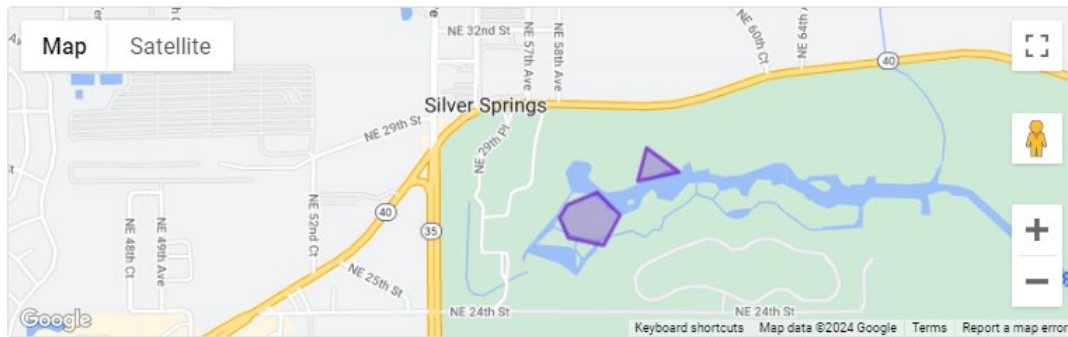 Map
Satellite
NE 32nd St
NE 57th Ave
NE 58th Ave
NE 60th Ct
NE 64th
40
Silver Springs
NE 29th St
NE 29th Pl
NE 52nd Ct
40
35
NE 48th Ct
NE 49th Ave
NE 25th St
NE 24th St
NE 24th St
Google
Keyboard shortcuts
Map data ©2024 Google
Terms
Report a map error